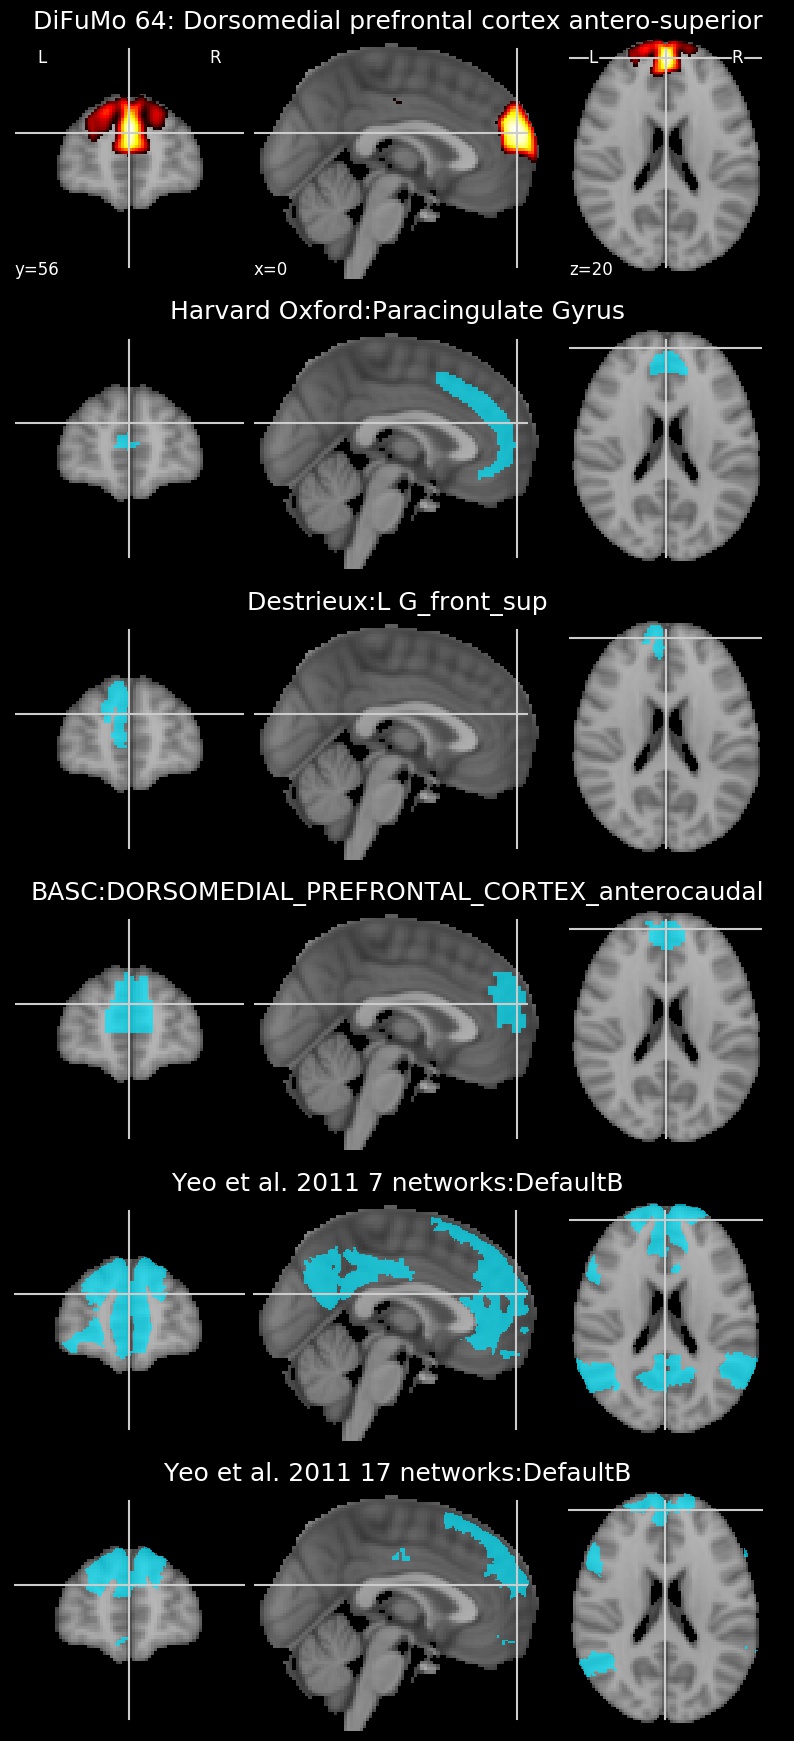 DiFuMo 64: Dorsomedial prefrontal cortex antero-superior
L R L R
y=56 x=0 z=20
Harvard Oxford:Paracingulate Gyrus
Destrieux:L G_front_sup
BASC:DORSOMEDIAL_PREFRONTAL_CORTEX_anterocaudal
Yeo et al. 2011 7 networks:DefaultB
Yeo et al. 2011 17 networks:DefaultB